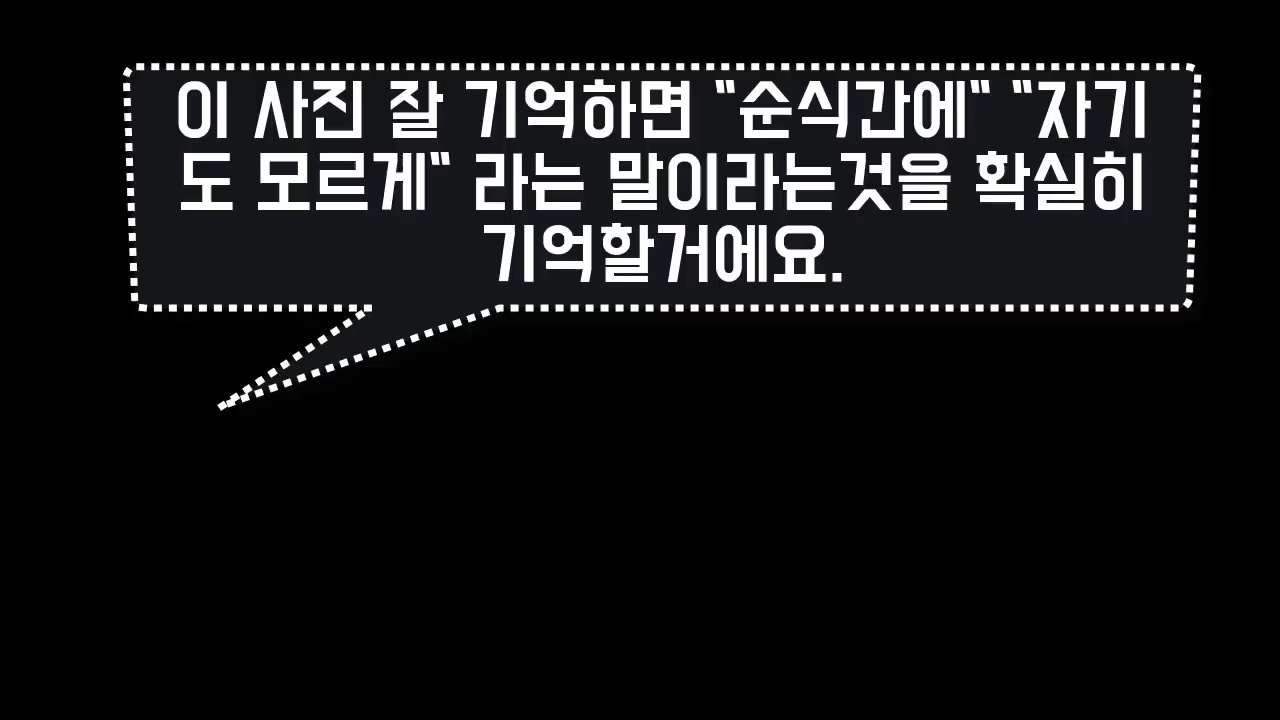 이 사진 잘 기억하면 "순식간에" "자기
도 모르게" 라는 말이라는것을 확실히
기억할거에요.